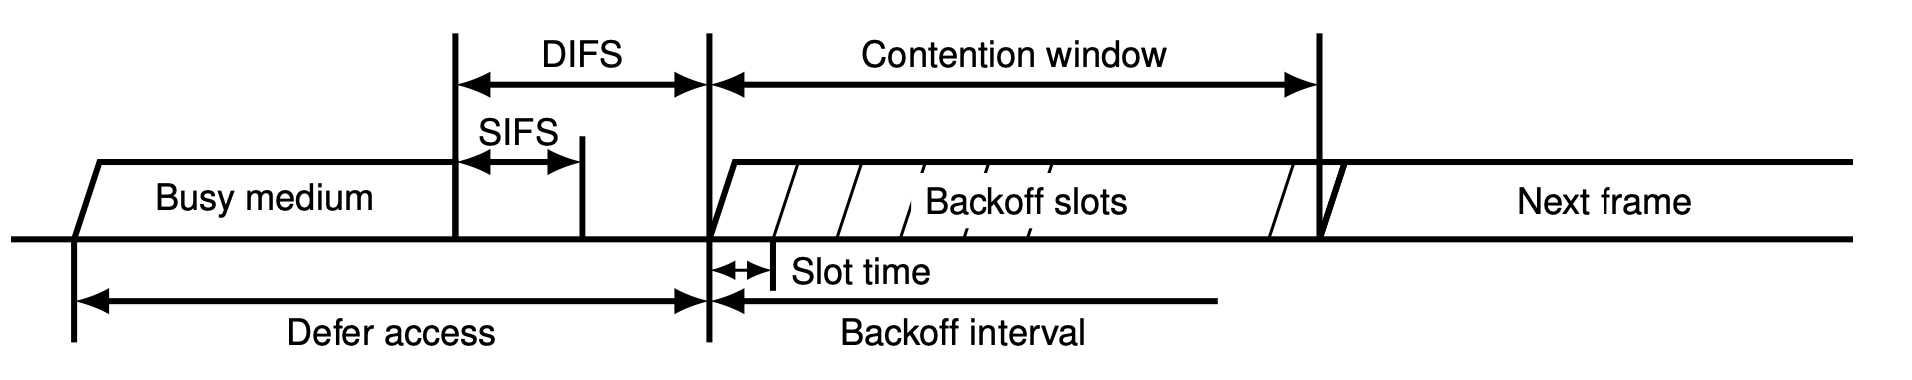 DIFS
Contention window
SIFS
Busy medium
Backoff slots
Next frame
Slot time
Defer access
Backoff interval